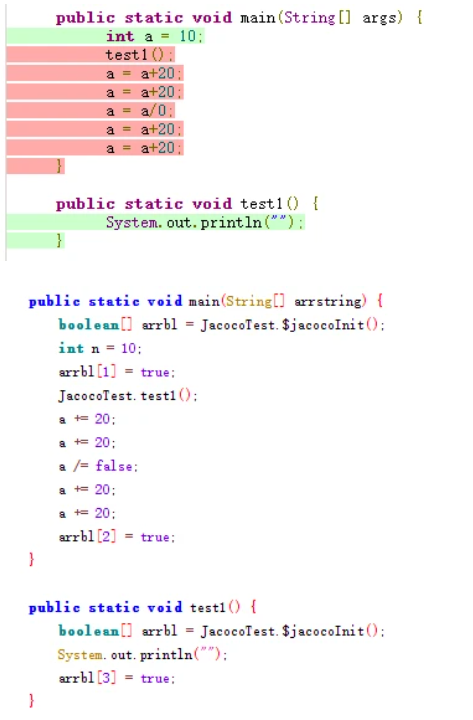 public static void main(String[] args) {
int a = 10;
test1();
a = a+20;
a = a+20;
a = a/0;
a = a+20;
a = a+20;
}
public static void test1() {
System.out.println("");
}
public static void main(String[] arrstring) {
boolean[] arrbl = JacocoTest.$jacocoInit();
int n = 10;
arrbl[1] = true;
JacocoTest.test1();
a += 20;
a += 20;
a /= false;
a += 20;
a += 20;
arrbl[2] = true;
}
public static void test1() {
boolean[] arrbl = JacocoTest.$jacocoInit();
System.out.println("");
arrbl[3] = true;
}